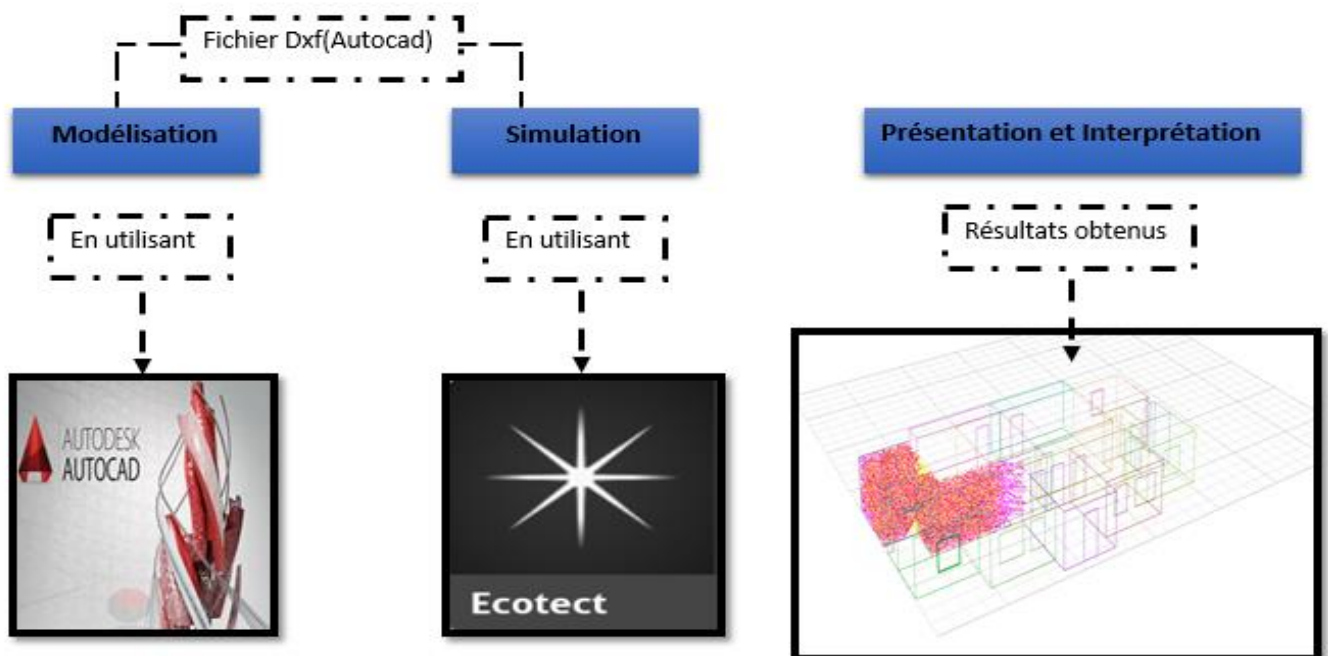 Fichier Dxf(Autocad)
Modélisation
Simulation
Présentation et Interprétation
En utilisant
En utilisant
Résultats obtenus
AUTODESK
AUTOCAD
Ecotect